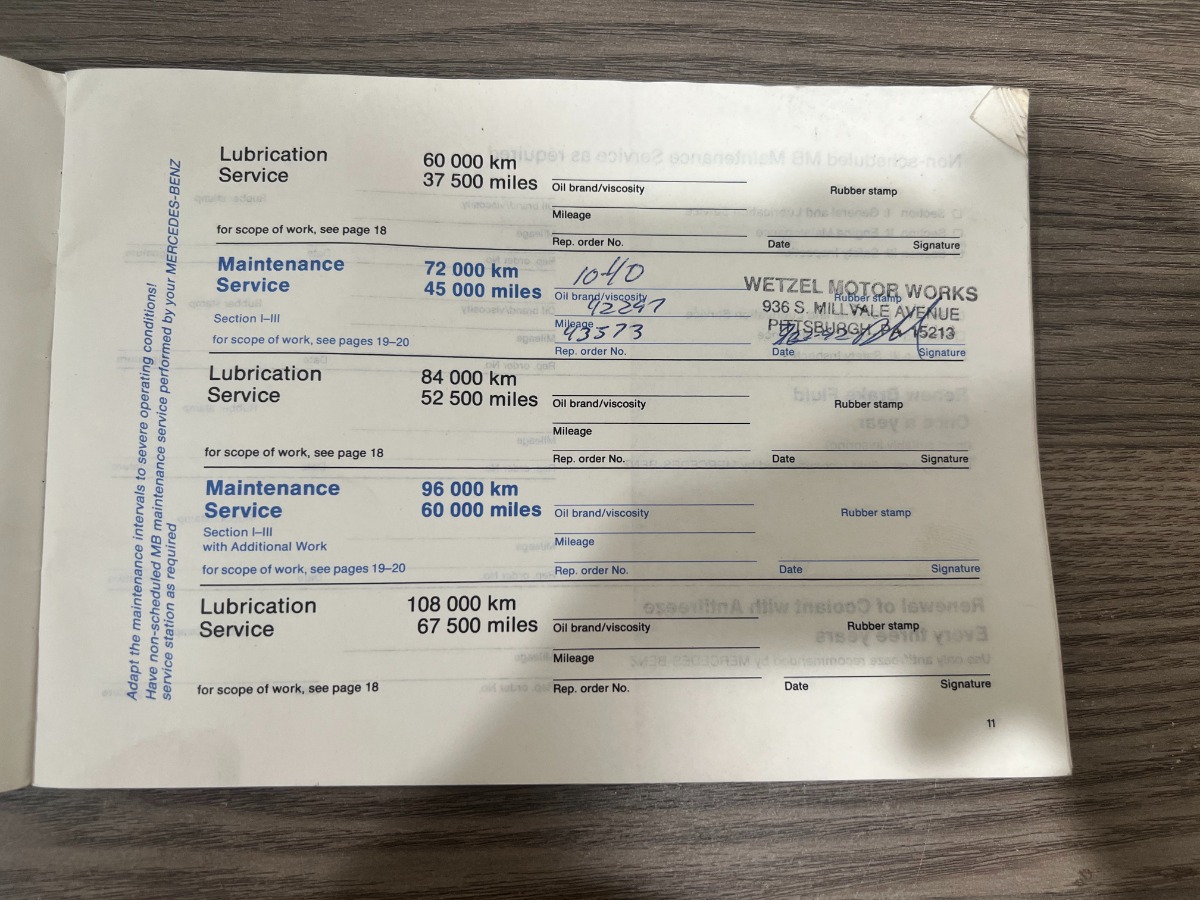 Adapt the maintenance intervals to severe operating conditions!
Have non-scheduled MB maintenance service performed by your MERCEDES-BENZ
service station as required
Lubrication
Service
60 000 km
37 500 miles
Oil brand/viscosity
Rubber stamp
Mileage
for scope of work, see page 18
Rep. order No.
Date
Signature
Maintenance
Service
72 000 km
45 000 miles
Section I–III
for scope of work, see pages 19–20
10-40
Oil brand/viscosity
42297
Mileage
43573
Rep. order No.
WETZEL MOTOR WORKS
Rubber stamp
936 S. MILLVALE AVENUE
PITTSBURGH, PA 15213
Date
Signature
Lubrication
Service
84 000 km
52 500 miles
Oil brand/viscosity
Rubber stamp
Mileage
for scope of work, see page 18
Rep. order No.
Date
Signature
Maintenance
Service
96 000 km
60 000 miles
Section I–III
with Additional Work
for scope of work, see pages 19–20
Oil brand/viscosity
Rubber stamp
Mileage
Rep. order No.
Date
Signature
Lubrication
Service
108 000 km
67 500 miles
Oil brand/viscosity
Rubber stamp
Mileage
for scope of work, see page 18
Rep. order No.
Date
Signature
11